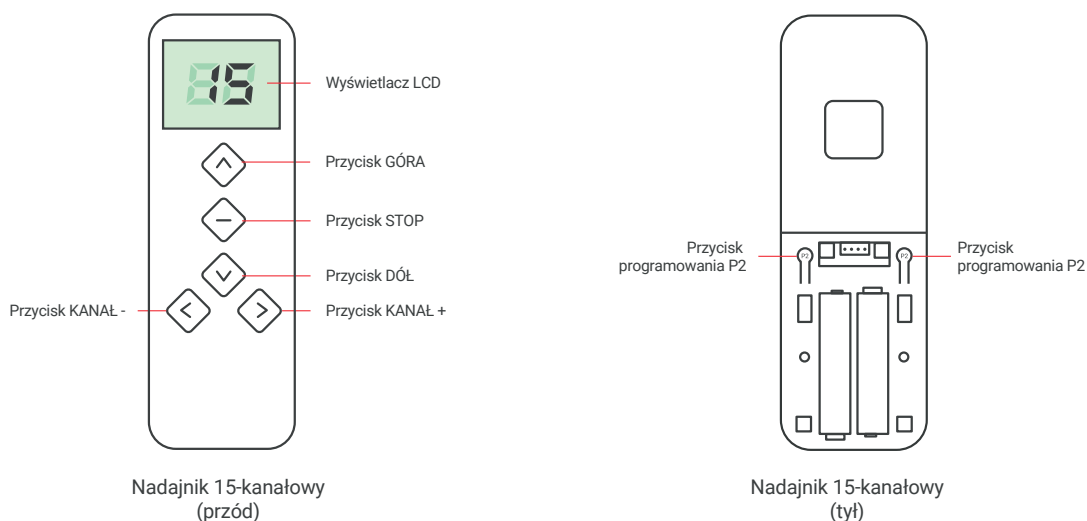 15
Wyświetlacz LCD
Przycisk GÓRA
Przycisk STOP
Przycisk DÓŁ
Przycisk KANAŁ -
Przycisk KANAŁ +
Nadajnik 15-kanałowy
(przód)
Przycisk
programowania P2
P2
P2
Przycisk
programowania P2
Nadajnik 15-kanałowy
(tył)